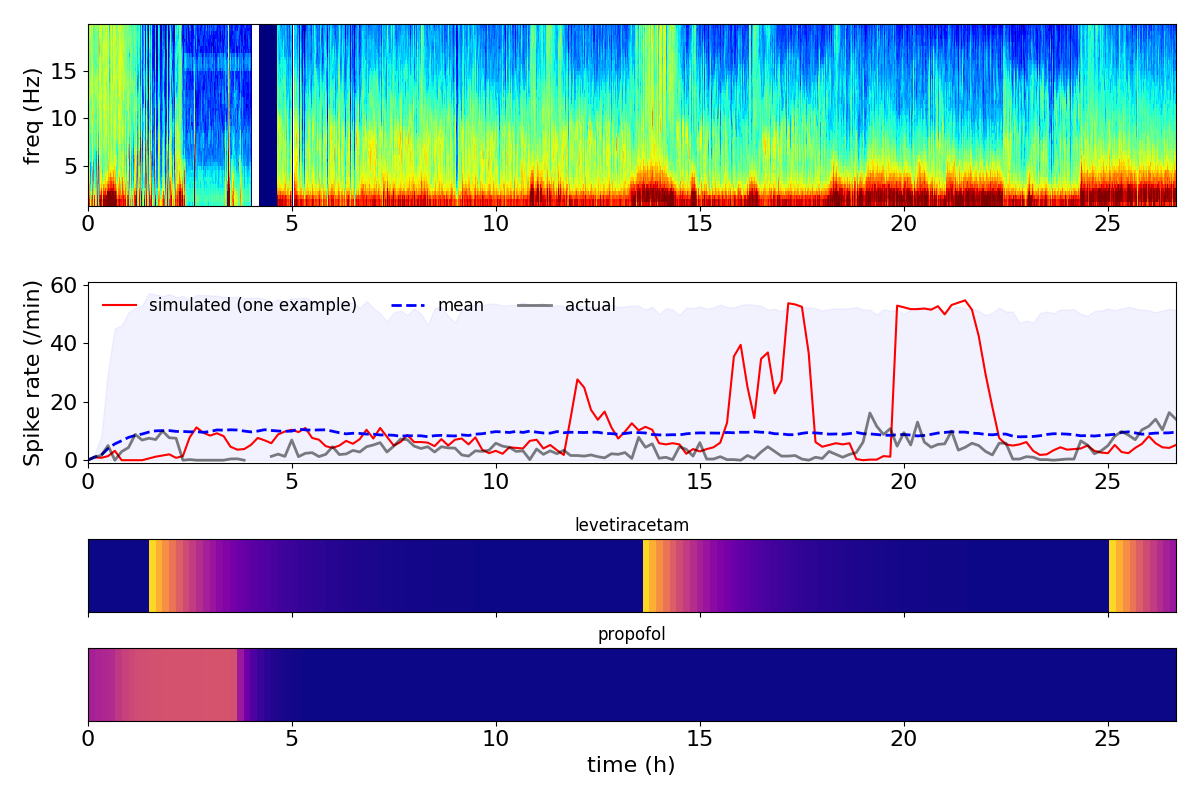 freq (Hz)
15
10
5
0 5 10 15 20 25
Spike rate (/min)
60
40
20
0
simulated (one example) mean actual
0 5 10 15 20 25
levetiracetam
propofol
0 5 10 15 20 25
time (h)